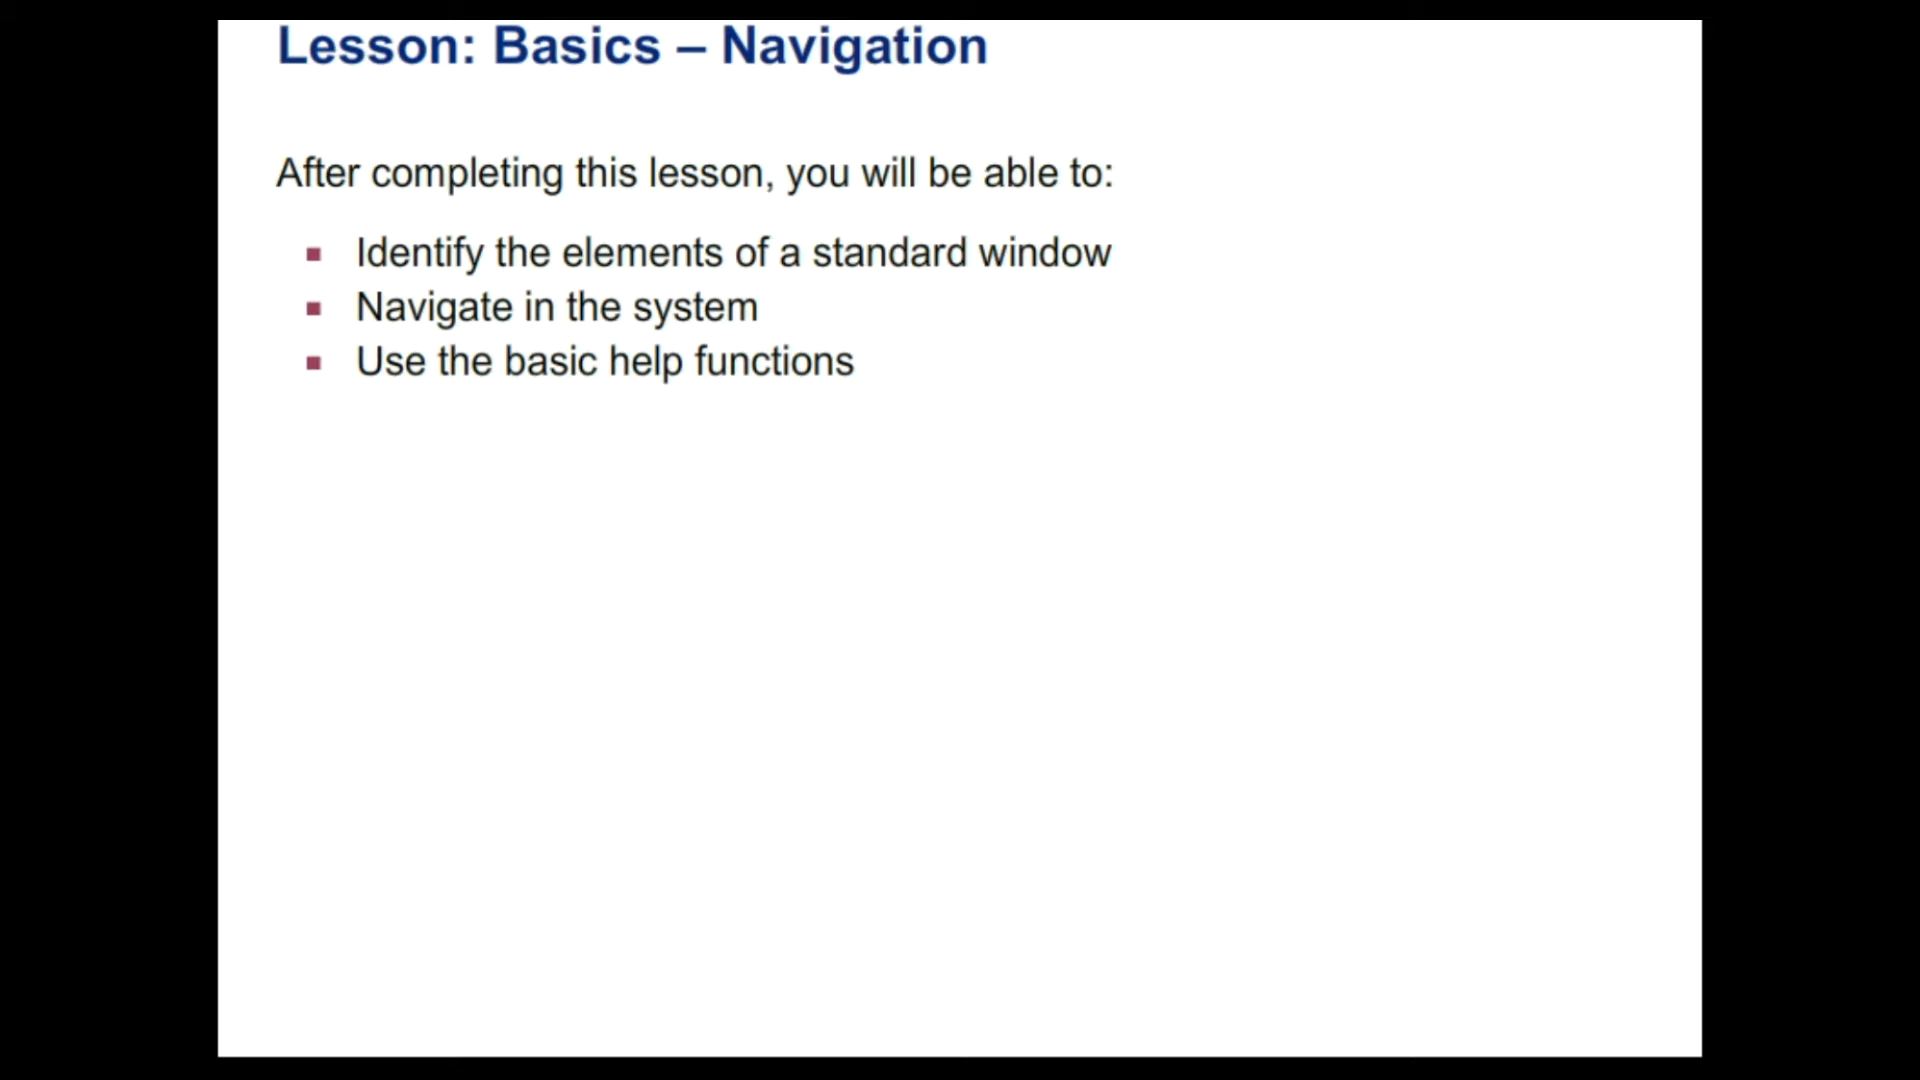 Lesson: Basics – Navigation
After completing this lesson, you will be able to:
Identify the elements of a standard window
Navigate in the system
Use the basic help functions